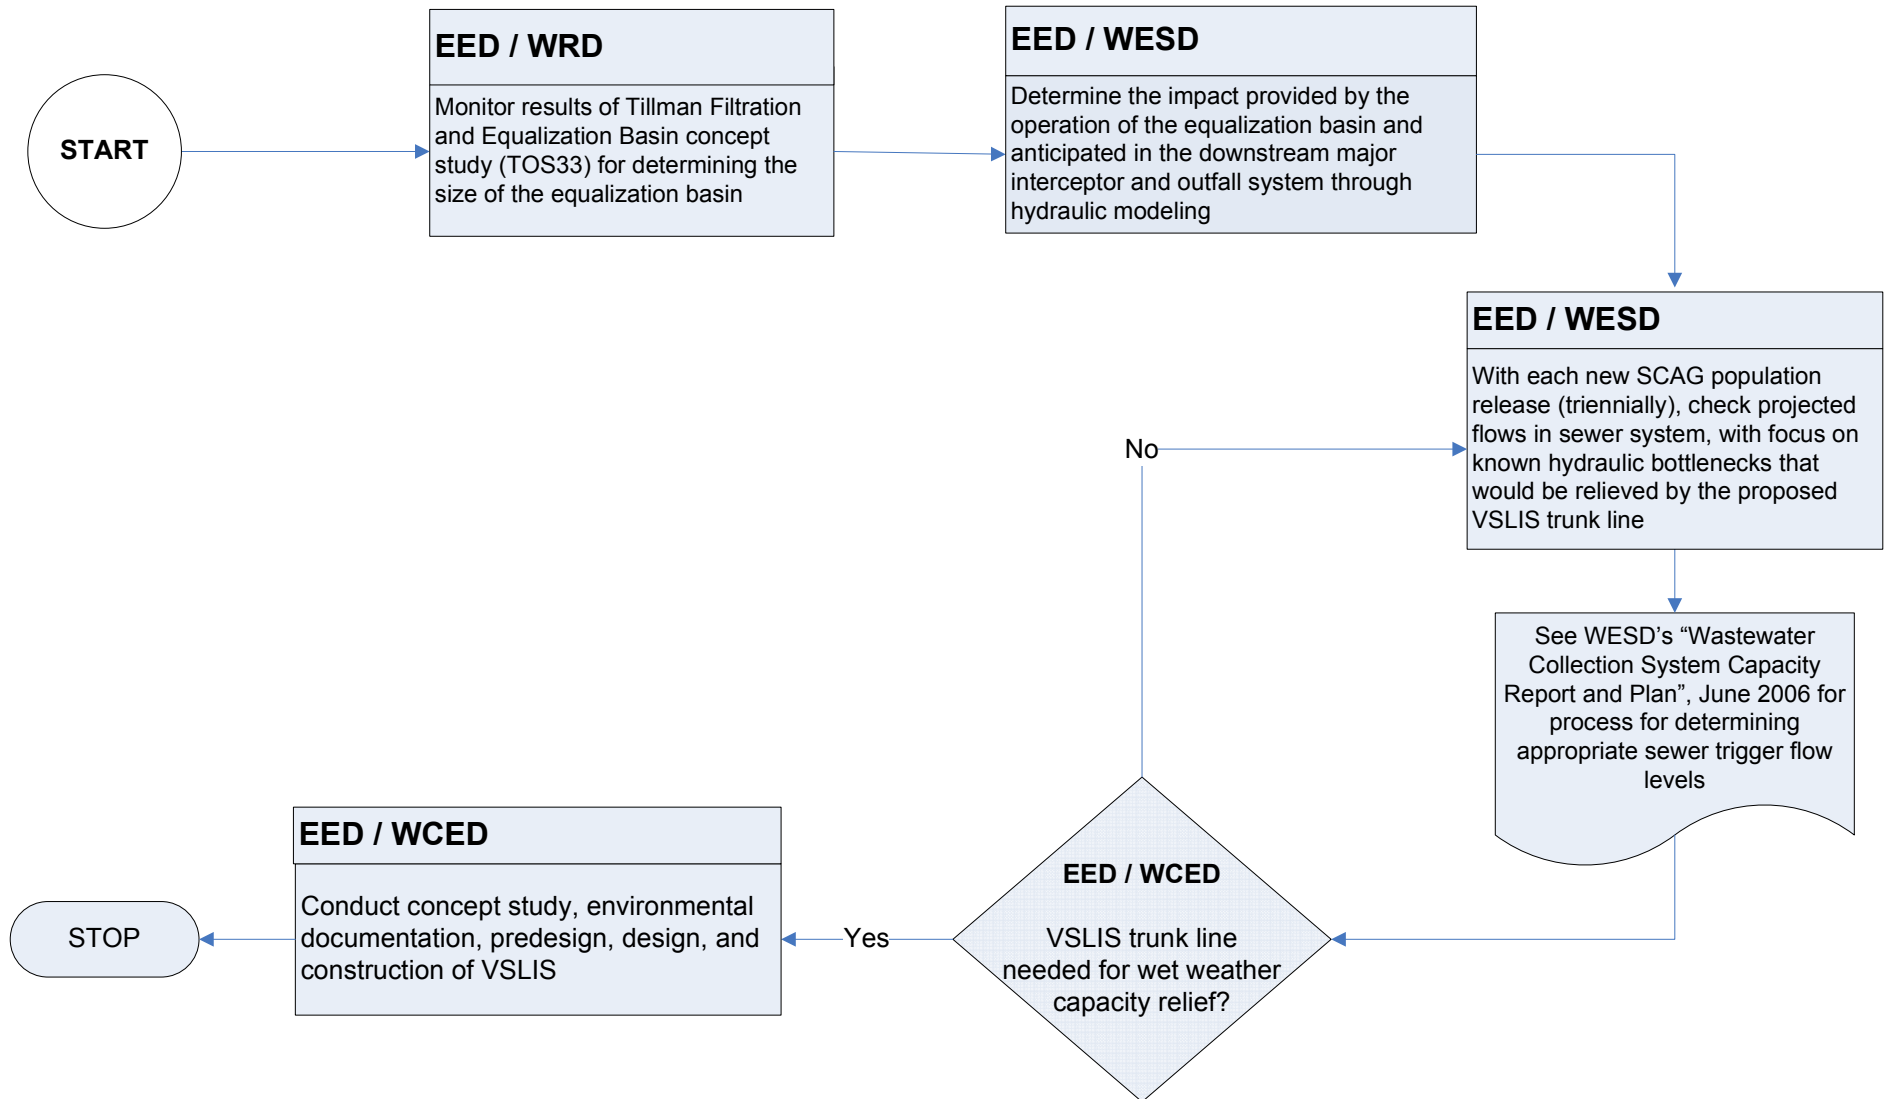 START
EED / WRD
Monitor results of Tillman Filtration
and Equalization Basin concept
study (TOS33) for determining the
size of the equalization basin
EED / WESD
Determine the impact provided by the
operation of the equalization basin and
anticipated in the downstream major
interceptor and outfall system through
hydraulic modeling
EED / WESD
With each new SCAG population
release (triennially), check projected
flows in sewer system, with focus on
known hydraulic bottlenecks that
would be relieved by the proposed
VSLIS trunk line
See WESD’s “Wastewater
Collection System Capacity
Report and Plan”, June 2006 for
process for determining
appropriate sewer trigger flow
levels
No
EED / WCED
VSLIS trunk line
needed for wet weather
capacity relief?
Yes
EED / WCED
Conduct concept study, environmental
documentation, predesign, design, and
construction of VSLIS
STOP